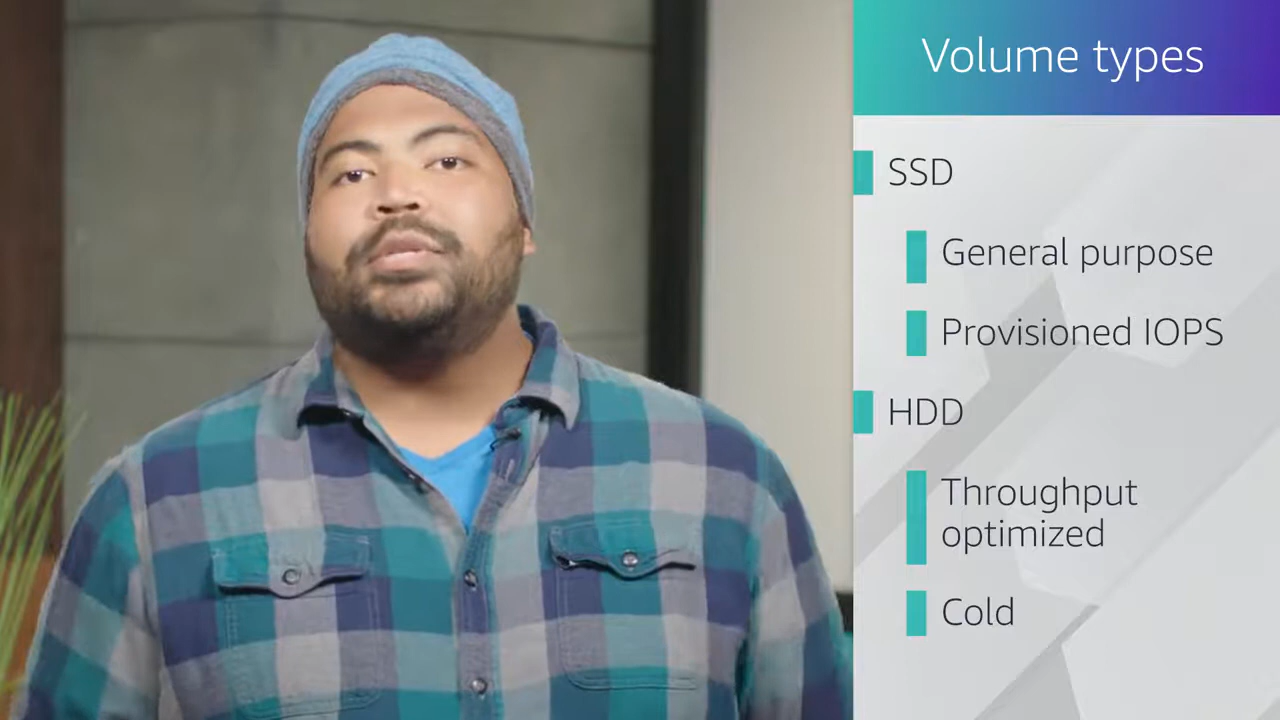 Volume types
SSD
General purpose
Provisioned IOPS
HDD
Throughput
optimized
Cold